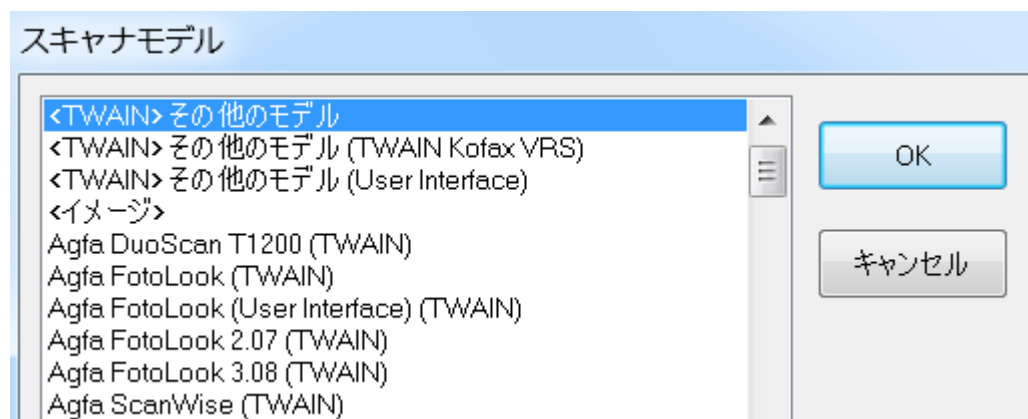 スキャナモデル
<TWAIN> その他のモデル
<TWAIN> その他のモデル (TWAIN Kofax VRS)
<TWAIN> その他のモデル (User Interface)
<イメージ>
Agfa DuoScan T1200 (TWAIN)
Agfa FotoLook (TWAIN)
Agfa FotoLook (User Interface) (TWAIN)
Agfa FotoLook 2.07 (TWAIN)
Agfa FotoLook 3.08 (TWAIN)
Agfa ScanWise (TWAIN)
OK
キャンセル